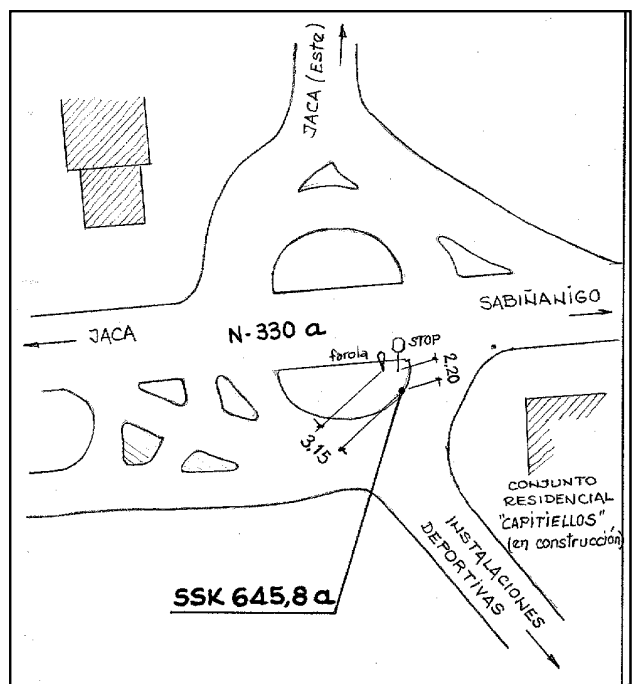 JACA (Este)
SABIÑANIGO
JACA
N-330 a
farola
STOP
2,20
3,15
CONJUNTO
RESIDENCIAL
"CAPITIELLOS"
(en construcción)
INSTALACIONES
DEPORTIVAS
SSK 645,8 a